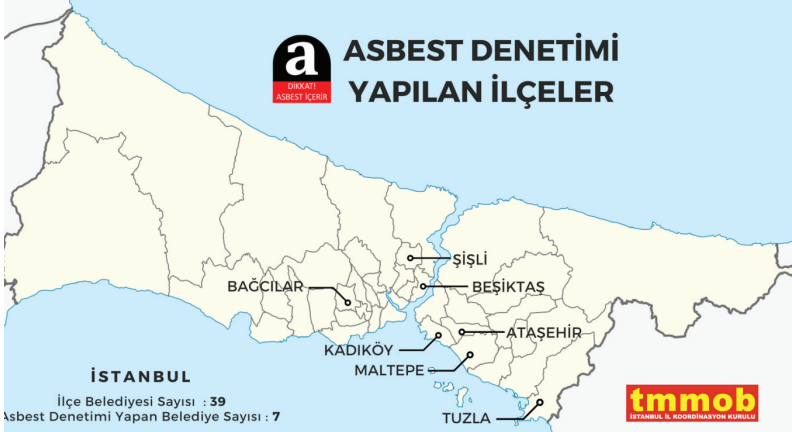 a
DİKKAT!
ASBEST İÇERİR
ASBEST DENETİMİ
YAPILAN İLÇELER
ŞİŞLİ
BAĞCILAR
BEŞİKTAŞ
ATAŞEHİR
KADIKÖY
MALTEPE
TUZLA
İSTANBUL
İlçe Belediyesi Sayısı : 39
Asbest Denetimi Yapan Belediye Sayısı : 7
tmmob
İSTANBUL İL KOORDİNASYON KURULU